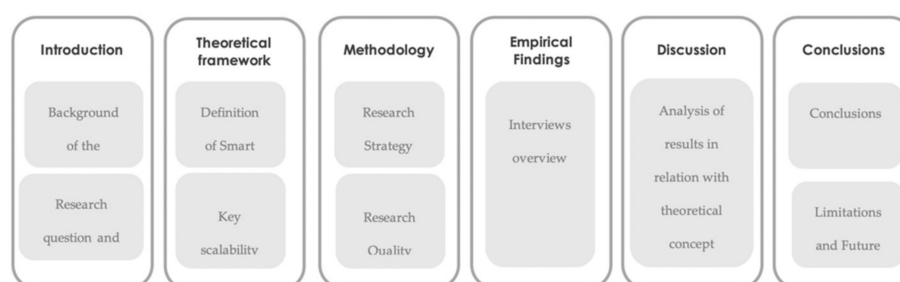 Introduction
Background
of the
Research
question and
Theoretical
framework
Definition
of Smart
Key
scalability
Methodology
Research
Strategy
Research
Quality
Empirical
Findings
Interviews
overview
Discussion
Analysis of
results in
relation with
theoretical
concept
Conclusions
Conclusions
Limitations
and Future